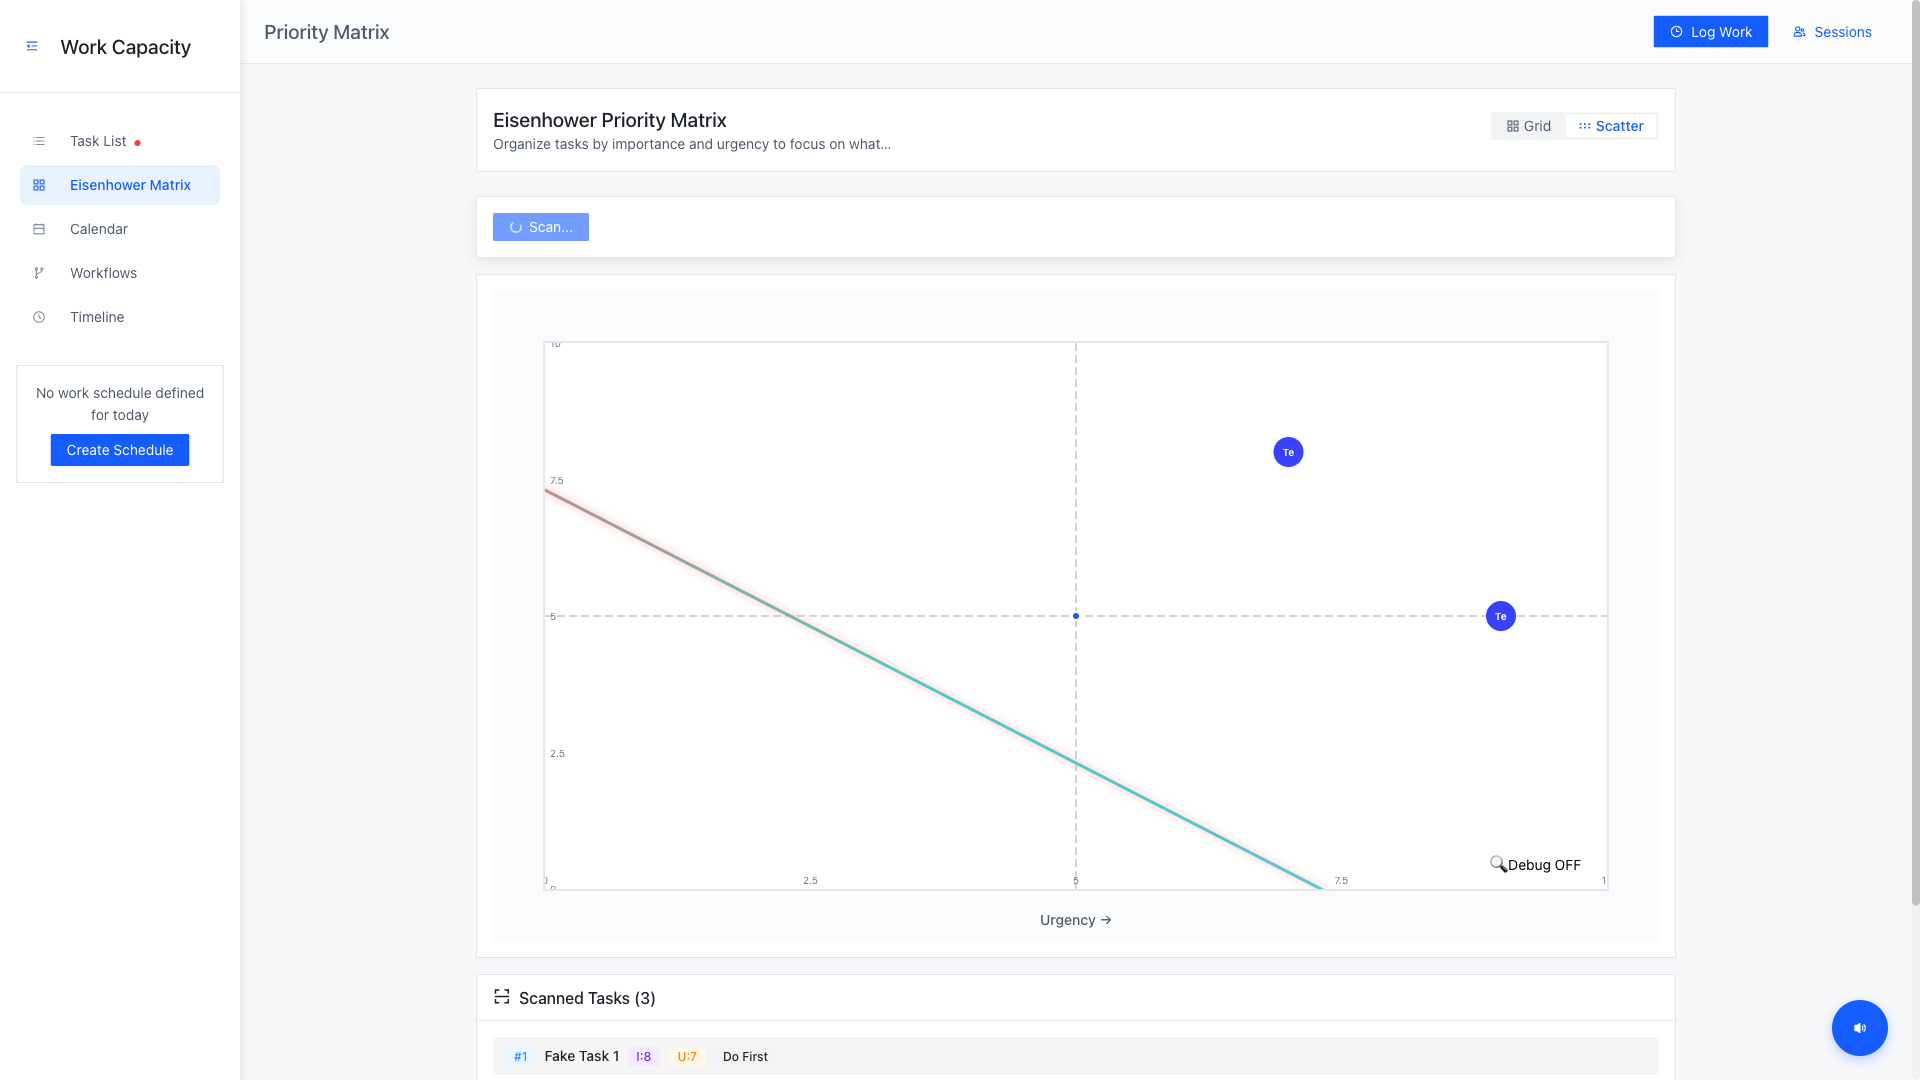 Work Capacity
Priority Matrix
Log Work
Sessions
Task List
Eisenhower Matrix
Calendar
Workflows
Timeline
No work schedule defined
for today
Create Schedule
Eisenhower Priority Matrix
Organize tasks by importance and urgency to focus on what...
Grid
Scatter
Scan...
10
7.5
5
2.5
0
Te
Te
Debug OFF
0
2.5
5
7.5
1
Urgency →
Scanned Tasks (3)
#1 Fake Task 1 I:8 U:7 Do First